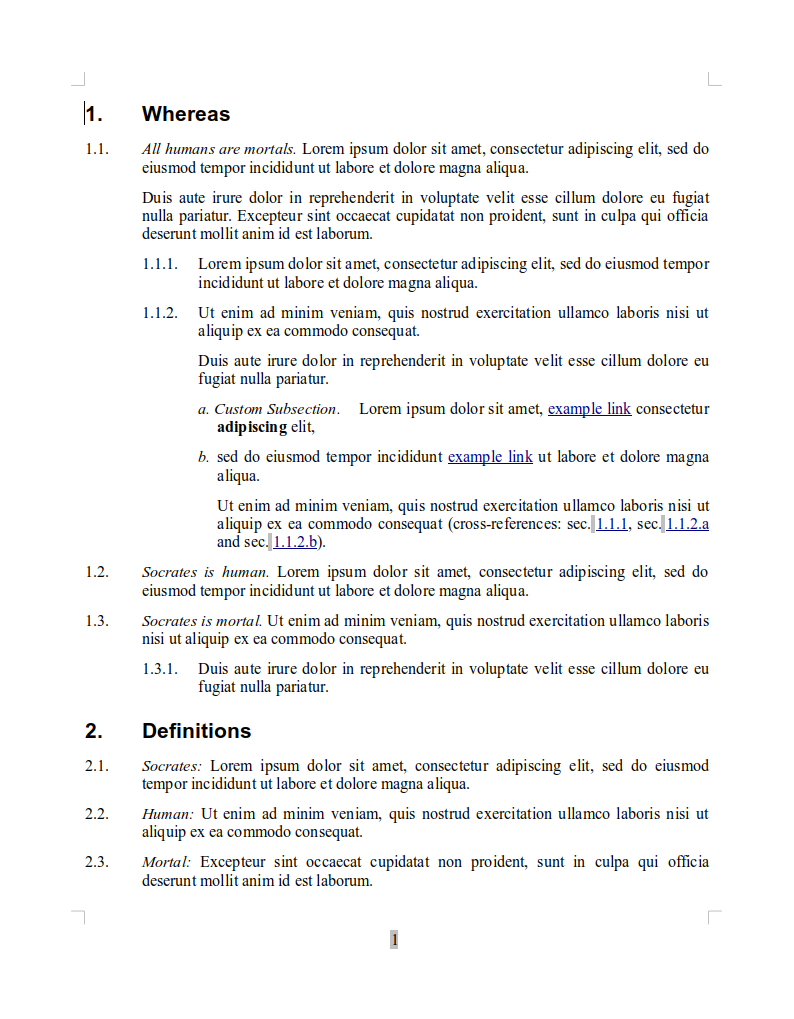 1. Whereas
1.1. All humans are mortals. Lorem ipsum dolor sit amet, consectetur adipiscing elit, sed do
eiusmod tempor incididunt ut labore et dolore magna aliqua.
Duis aute irure dolor in reprehenderit in voluptate velit esse cillum dolore eu fugiat
nulla pariatur. Excepteur sint occaecat cupidatat non proident, sunt in culpa qui officia
deserunt mollit anim id est laborum.
1.1.1. Lorem ipsum dolor sit amet, consectetur adipiscing elit, sed do eiusmod tempor
incididunt ut labore et dolore magna aliqua.
1.1.2. Ut enim ad minim veniam, quis nostrud exercitation ullamco laboris nisi ut
aliquip ex ea commodo consequat.
Duis aute irure dolor in reprehenderit in voluptate velit esse cillum dolore eu
fugiat nulla pariatur.
a. Custom Subsection. Lorem ipsum dolor sit amet, example link consectetur
adipiscing elit,
b. sed do eiusmod tempor incididunt example link ut labore et dolore magna
aliqua.
Ut enim ad minim veniam, quis nostrud exercitation ullamco laboris nisi ut
aliquip ex ea commodo consequat (cross-references: sec. 1.1.1, sec. 1.1.2.a
and sec. 1.1.2.b).
1.2. Socrates is human. Lorem ipsum dolor sit amet, consectetur adipiscing elit, sed do
eiusmod tempor incididunt ut labore et dolore magna aliqua.
1.3. Socrates is mortal. Ut enim ad minim veniam, quis nostrud exercitation ullamco laboris
nisi ut aliquip ex ea commodo consequat.
1.3.1. Duis aute irure dolor in reprehenderit in voluptate velit esse cillum dolore eu
fugiat nulla pariatur.
2. Definitions
2.1. Socrates: Lorem ipsum dolor sit amet, consectetur adipiscing elit, sed do eiusmod
tempor incididunt ut labore et dolore magna aliqua.
2.2. Human: Ut enim ad minim veniam, quis nostrud exercitation ullamco laboris nisi ut
aliquip ex ea commodo consequat.
2.3. Mortal: Excepteur sint occaecat cupidatat non proident, sunt in culpa qui officia
deserunt mollit anim id est laborum.
1